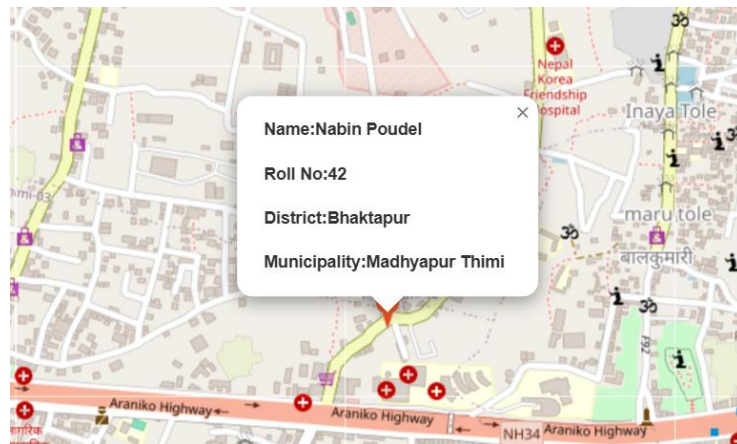 Nepal
Korea
Friendship
Hospital
Inaya Tole
Name:Nabin Poudel
Roll No:42
District:Bhaktapur
Municipality:Madhyapur Thimi
maru tole
बालकुमारी
F92
Araniko Highway
Araniko Highway
NH34
Araniko Highway